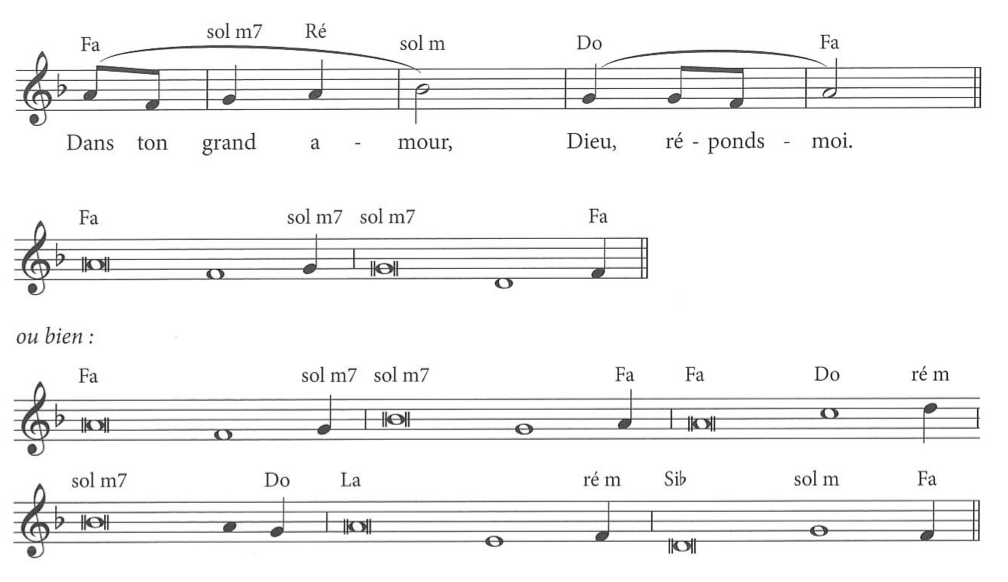 Fa sol m7 Ré sol m Do Fa
Dans ton grand a - mour, Dieu, ré - ponds - moi.
Fa sol m7 sol m7 Fa
ou bien :
Fa sol m7 sol m7 Fa Fa Do ré m
sol m7 Do La ré m Si♭ sol m Fa